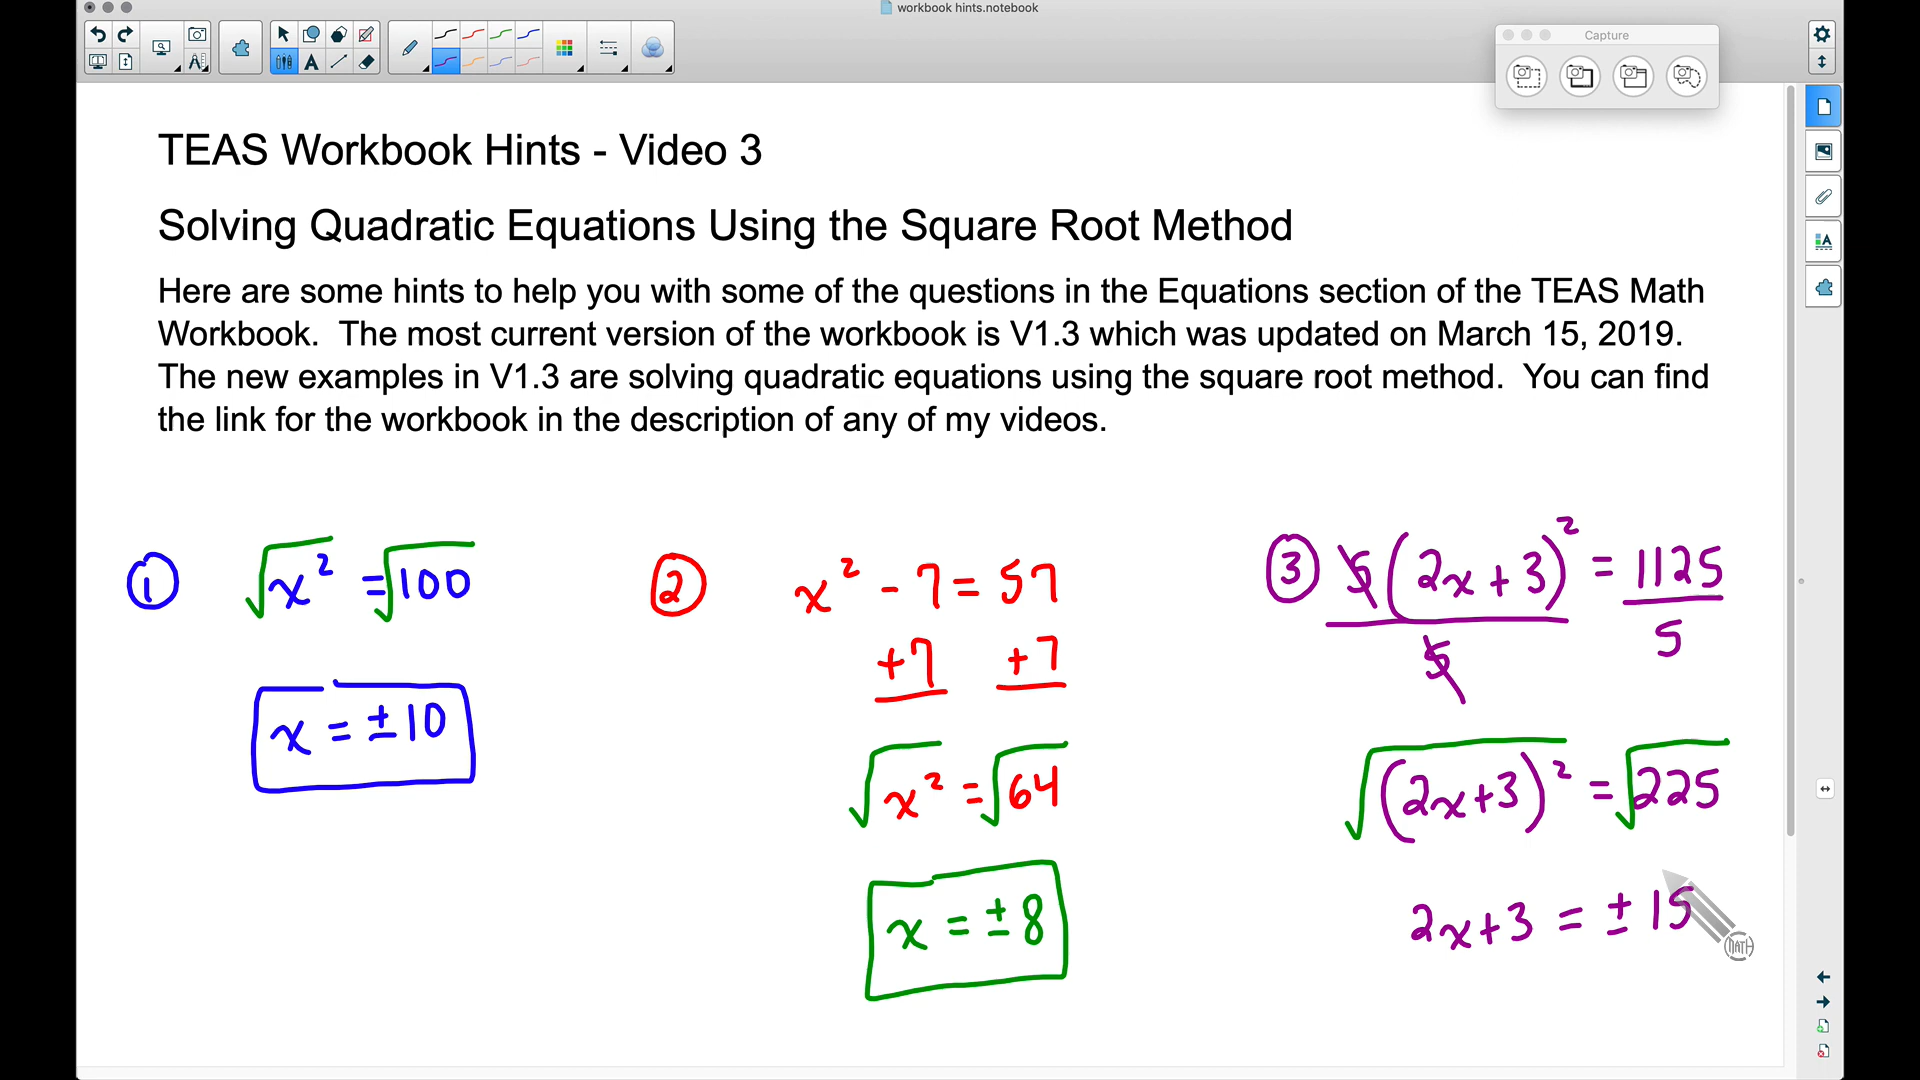 workbook hints.notebook
Capture
TEAS Workbook Hints - Video 3
Solving Quadratic Equations Using the Square Root Method
Here are some hints to help you with some of the questions in the Equations section of the TEAS Math
Workbook.  The most current version of the workbook is V1.3 which was updated on March 15, 2019.
The new examples in V1.3 are solving quadratic equations using the square root method.  You can find
the link for the workbook in the description of any of my videos.
① √x² = √100
x = ±10
② x² - 7 = 57
+7 +7
√x² = √64
x = ±8
③ 5(2x+3)² = 1125
5 5
√(2x+3)² = √225
2x+3 = ±15
MATH